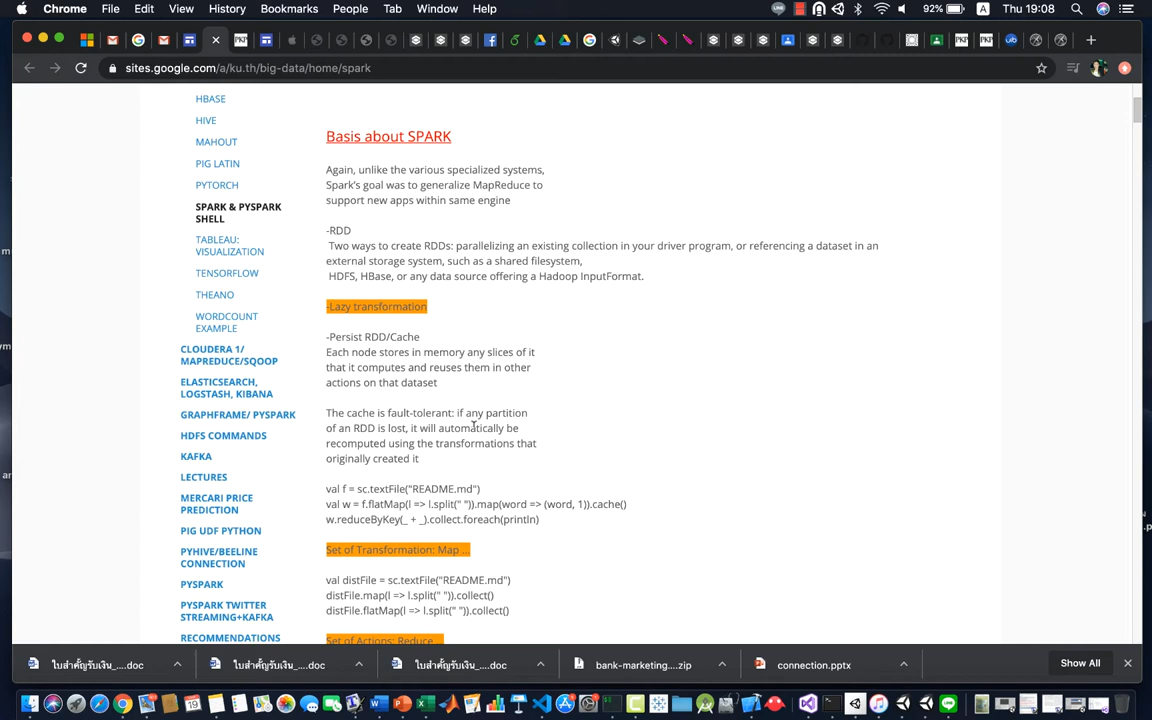 Chrome File Edit View History Bookmarks People Tab Window Help
92% A Thu 19:08
sites.google.com/a/ku.th/big-data/home/spark
HBASE
HIVE
MAHOUT
PIG LATIN
PYTORCH
SPARK & PYSPARK
SHELL
TABLEAU:
VISUALIZATION
TENSORFLOW
THEANO
WORDCOUNT
EXAMPLE
CLOUDERA 1/
MAPREDUCE/SQOOP
ELASTICSEARCH,
LOGSTASH, KIBANA
GRAPHFRAME/ PYSPARK
HDFS COMMANDS
KAFKA
LECTURES
MERCARI PRICE
PREDICTION
PIG UDF PYTHON
PYHIVE/BEELINE
CONNECTION
PYSPARK
PYSPARK TWITTER
STREAMING+KAFKA
RECOMMENDATIONS
Basis about SPARK
Again, unlike the various specialized systems,
Spark's goal was to generalize MapReduce to
support new apps within same engine
-RDD
Two ways to create RDDs: parallelizing an existing collection in your driver program, or referencing a dataset in an
external storage system, such as a shared filesystem,
HDFS, HBase, or any data source offering a Hadoop InputFormat.
-Lazy transformation
-Persist RDD/Cache
Each node stores in memory any slices of it
that it computes and reuses them in other
actions on that dataset
The cache is fault-tolerant: if any partition
of an RDD is lost, it will automatically be
recomputed using the transformations that
originally created it
val f = sc.textFile("README.md")
val w = f.flatMap(l => l.split(" ")).map(word => (word, 1)).cache()
w.reduceByKey(_ + _).collect.foreach(println)
Set of Transformation: Map ...
val distFile = sc.textFile("README.md")
distFile.map(l => l.split(" ")).collect()
distFile.flatMap(l => l.split(" ")).collect()
Set of Actions: Reduce...
ใบสำคัญรับเงิน_....doc
ใบสำคัญรับเงิน_....doc
ใบสำคัญรับเงิน_....doc
bank-marketing....zip
connection.pptx
Show All